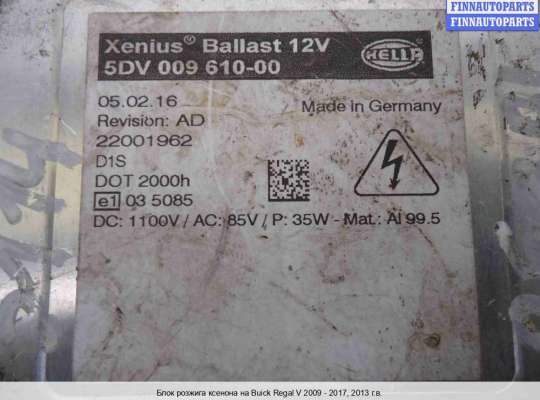 FINNAUTOPARTS
FINNAUTOPARTS
FINNAUTOPARTS
Xenius® Ballast 12V
5DV 009 610-00
HELLA
05.02.16
Made in Germany
Revision: AD
22001962
D1S
DOT 2000h
e1 03 5085
DC: 1100V / AC: 85V / P: 35W - Mat.: Al 99.5
Блок розжига ксенона на Buick Regal V 2009 - 2017, 2013 г.в.